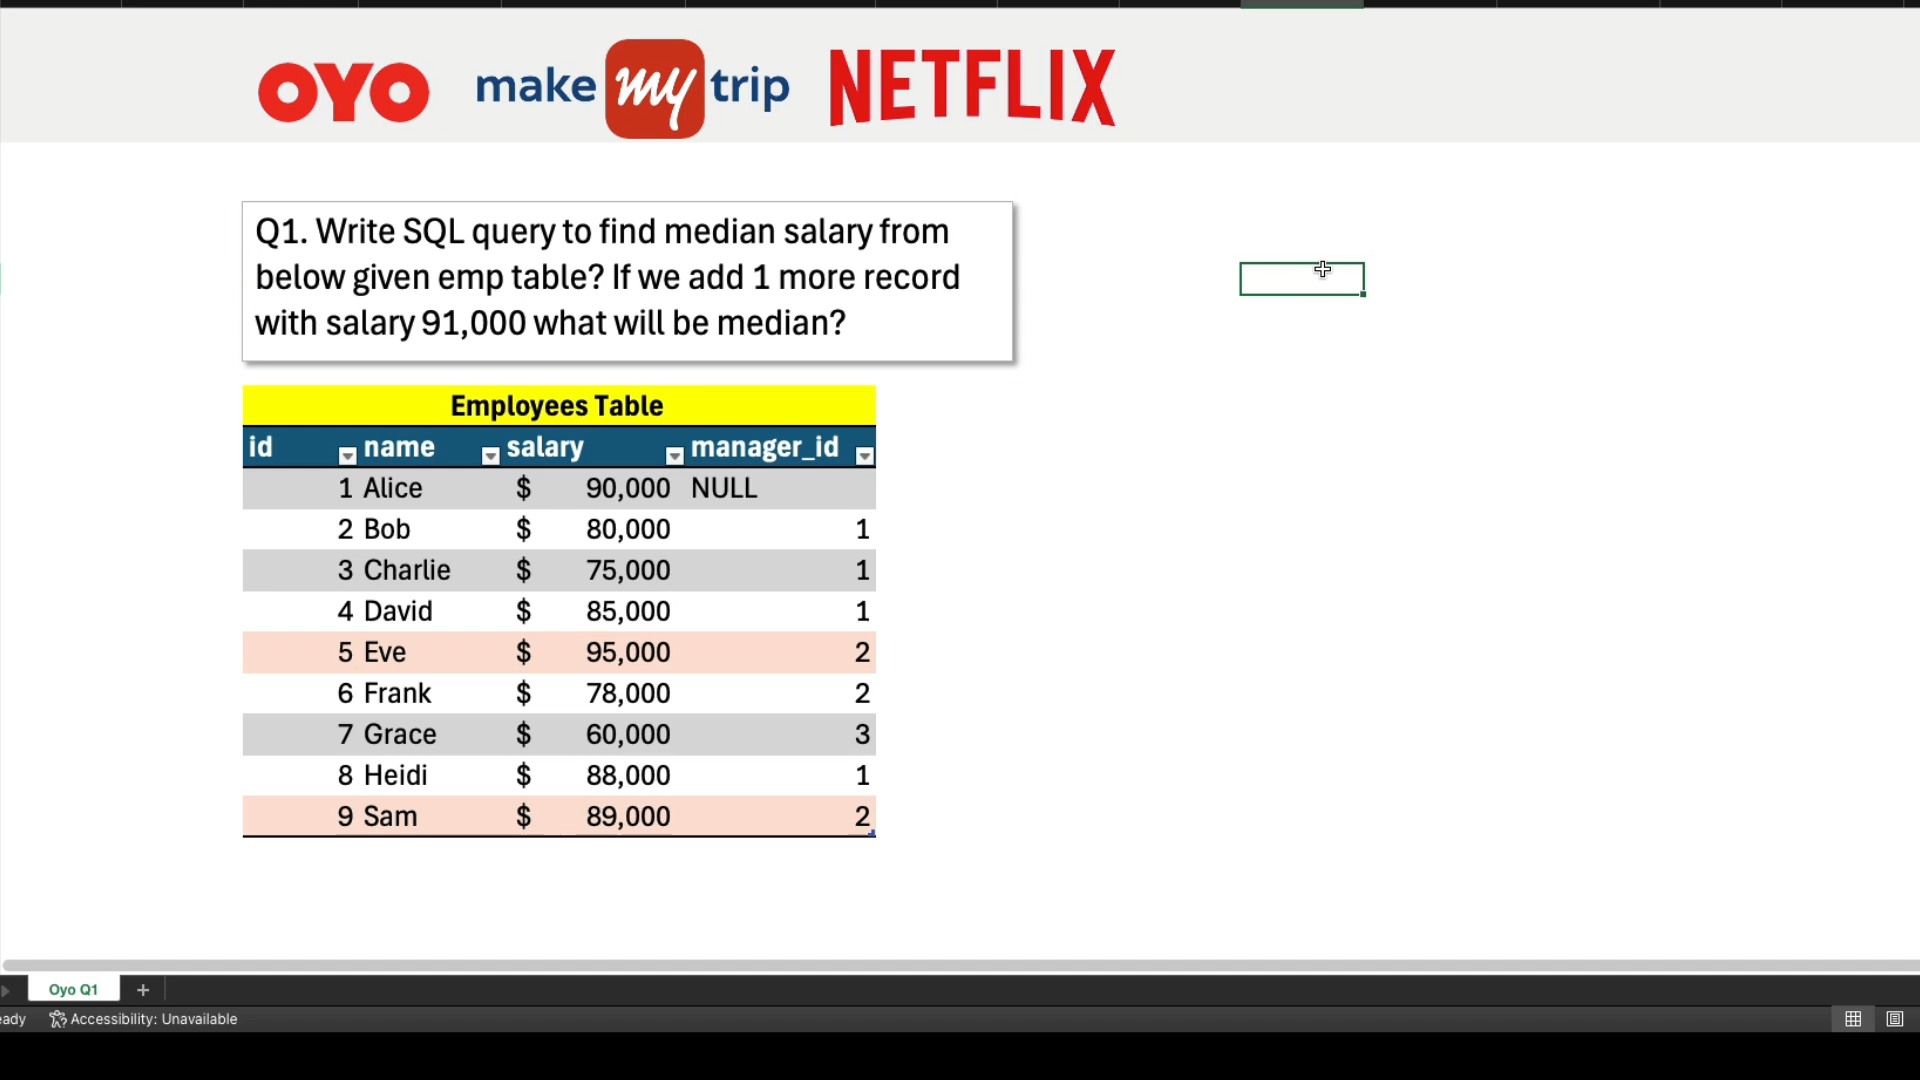 OYO make my trip NETFLIX
Q1. Write SQL query to find median salary from
below given emp table? If we add 1 more record
with salary 91,000 what will be median?
Employees Table
id name salary manager_id
1 Alice $ 90,000 NULL
2 Bob $ 80,000 1
3 Charlie $ 75,000 1
4 David $ 85,000 1
5 Eve $ 95,000 2
6 Frank $ 78,000 2
7 Grace $ 60,000 3
8 Heidi $ 88,000 1
9 Sam $ 89,000 2
Oyo Q1 +
eady Accessibility: Unavailable